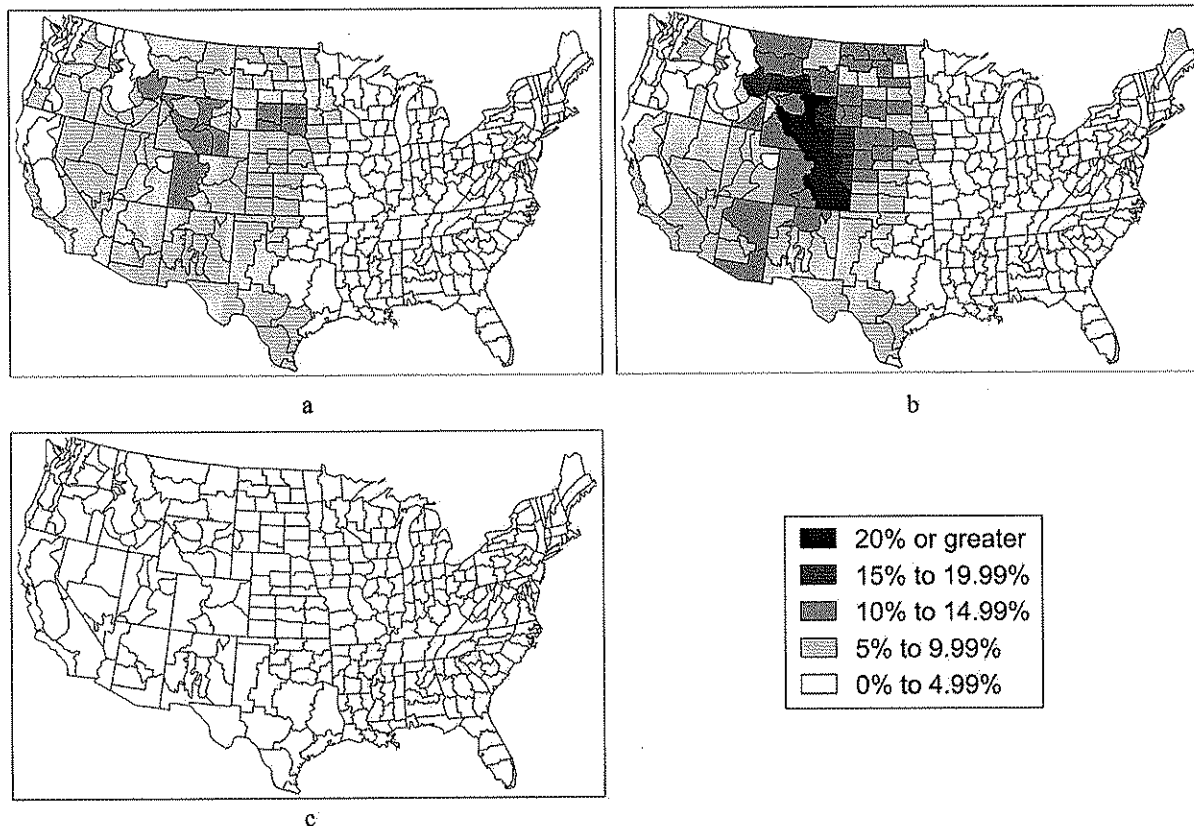 a
b
c
20% or greater
15% to 19.99%
10% to 14.99%
5% to 9.99%
0% to 4.99%